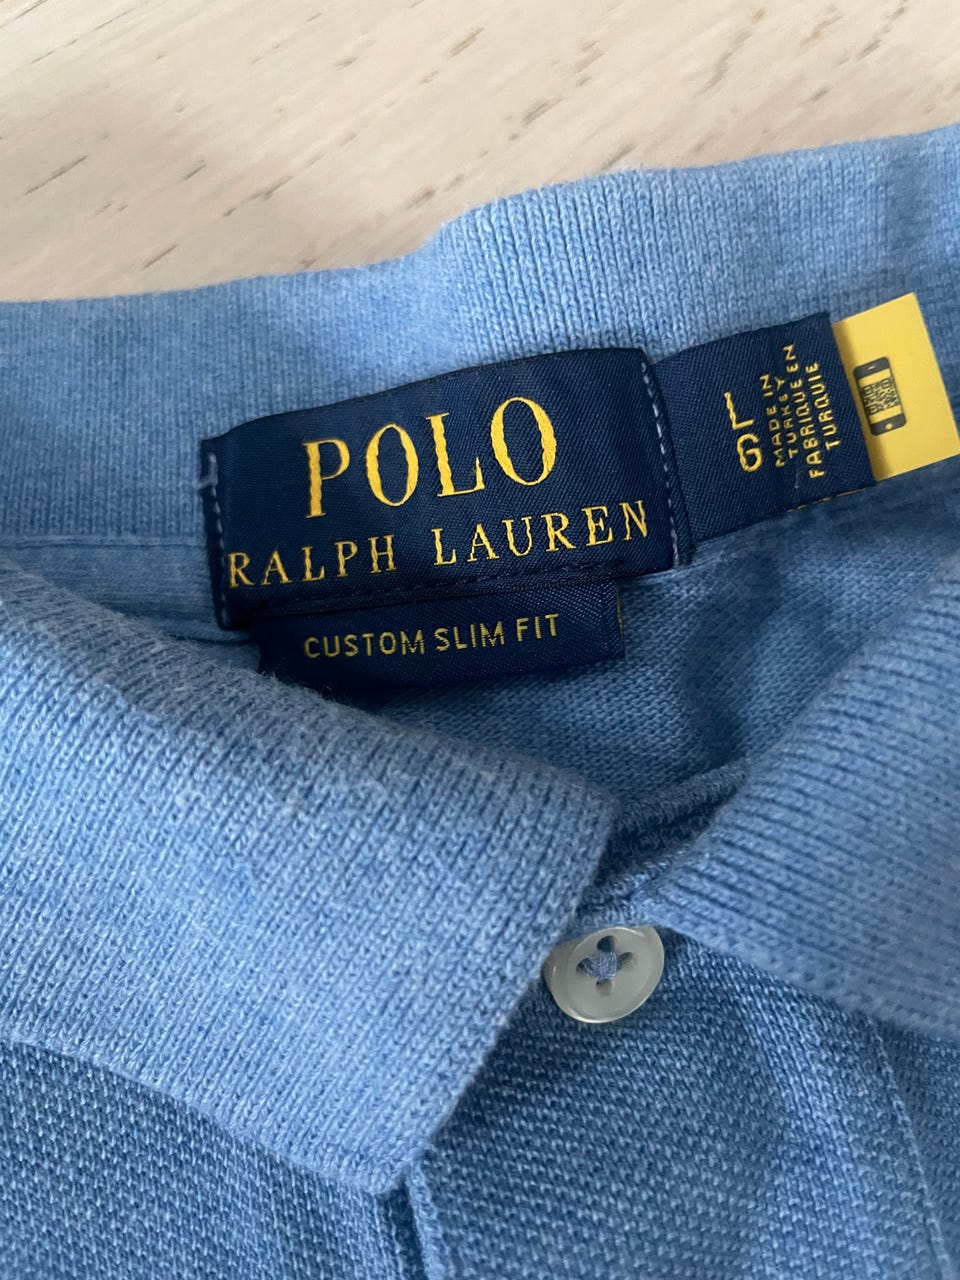 POLO
RALPH LAUREN
CUSTOM SLIM FIT
L
G
MADE IN
TURKEY
FABRIQUE EN
TURQUIE